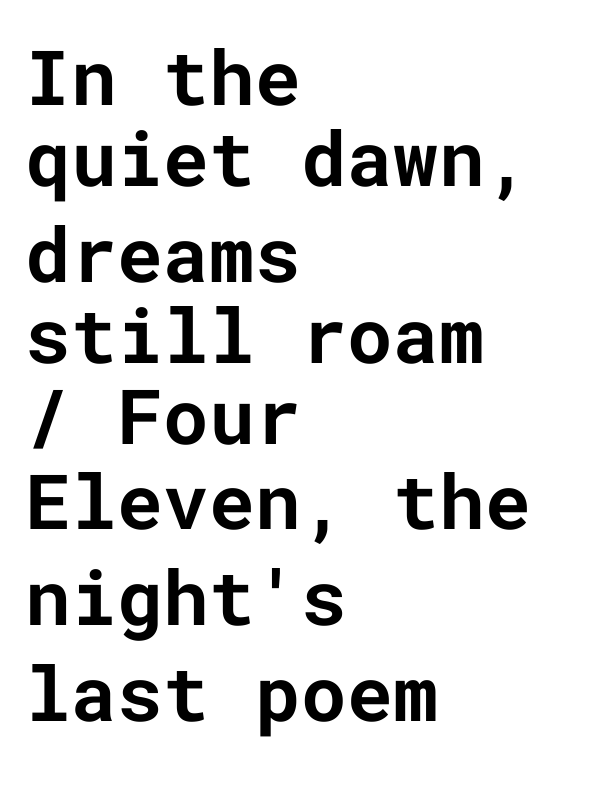 In the
quiet dawn,
dreams
still roam
/ Four
Eleven, the
night's
last poem